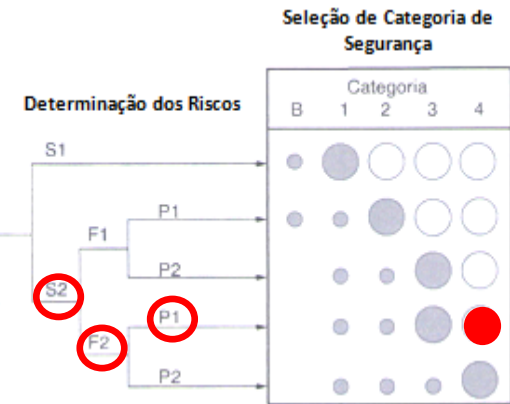 Seleção de Categoria de
Segurança
Determinação dos Riscos
Categoria
B 1 2 3 4
S1
P1
F1
P2
S2
P1
F2
P2